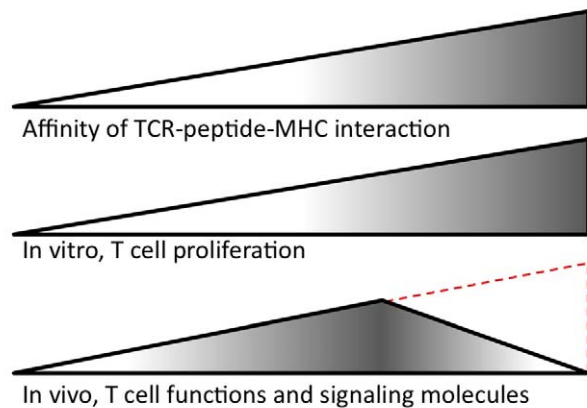 Affinity of TCR-peptide-MHC interaction
In vitro, T cell proliferation
In vivo, T cell functions and signaling molecules